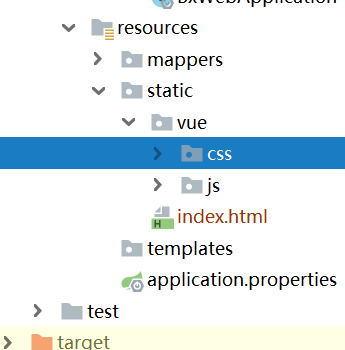 resources
mappers
static
vue
css
js
index.html
templates
application.properties
test
target